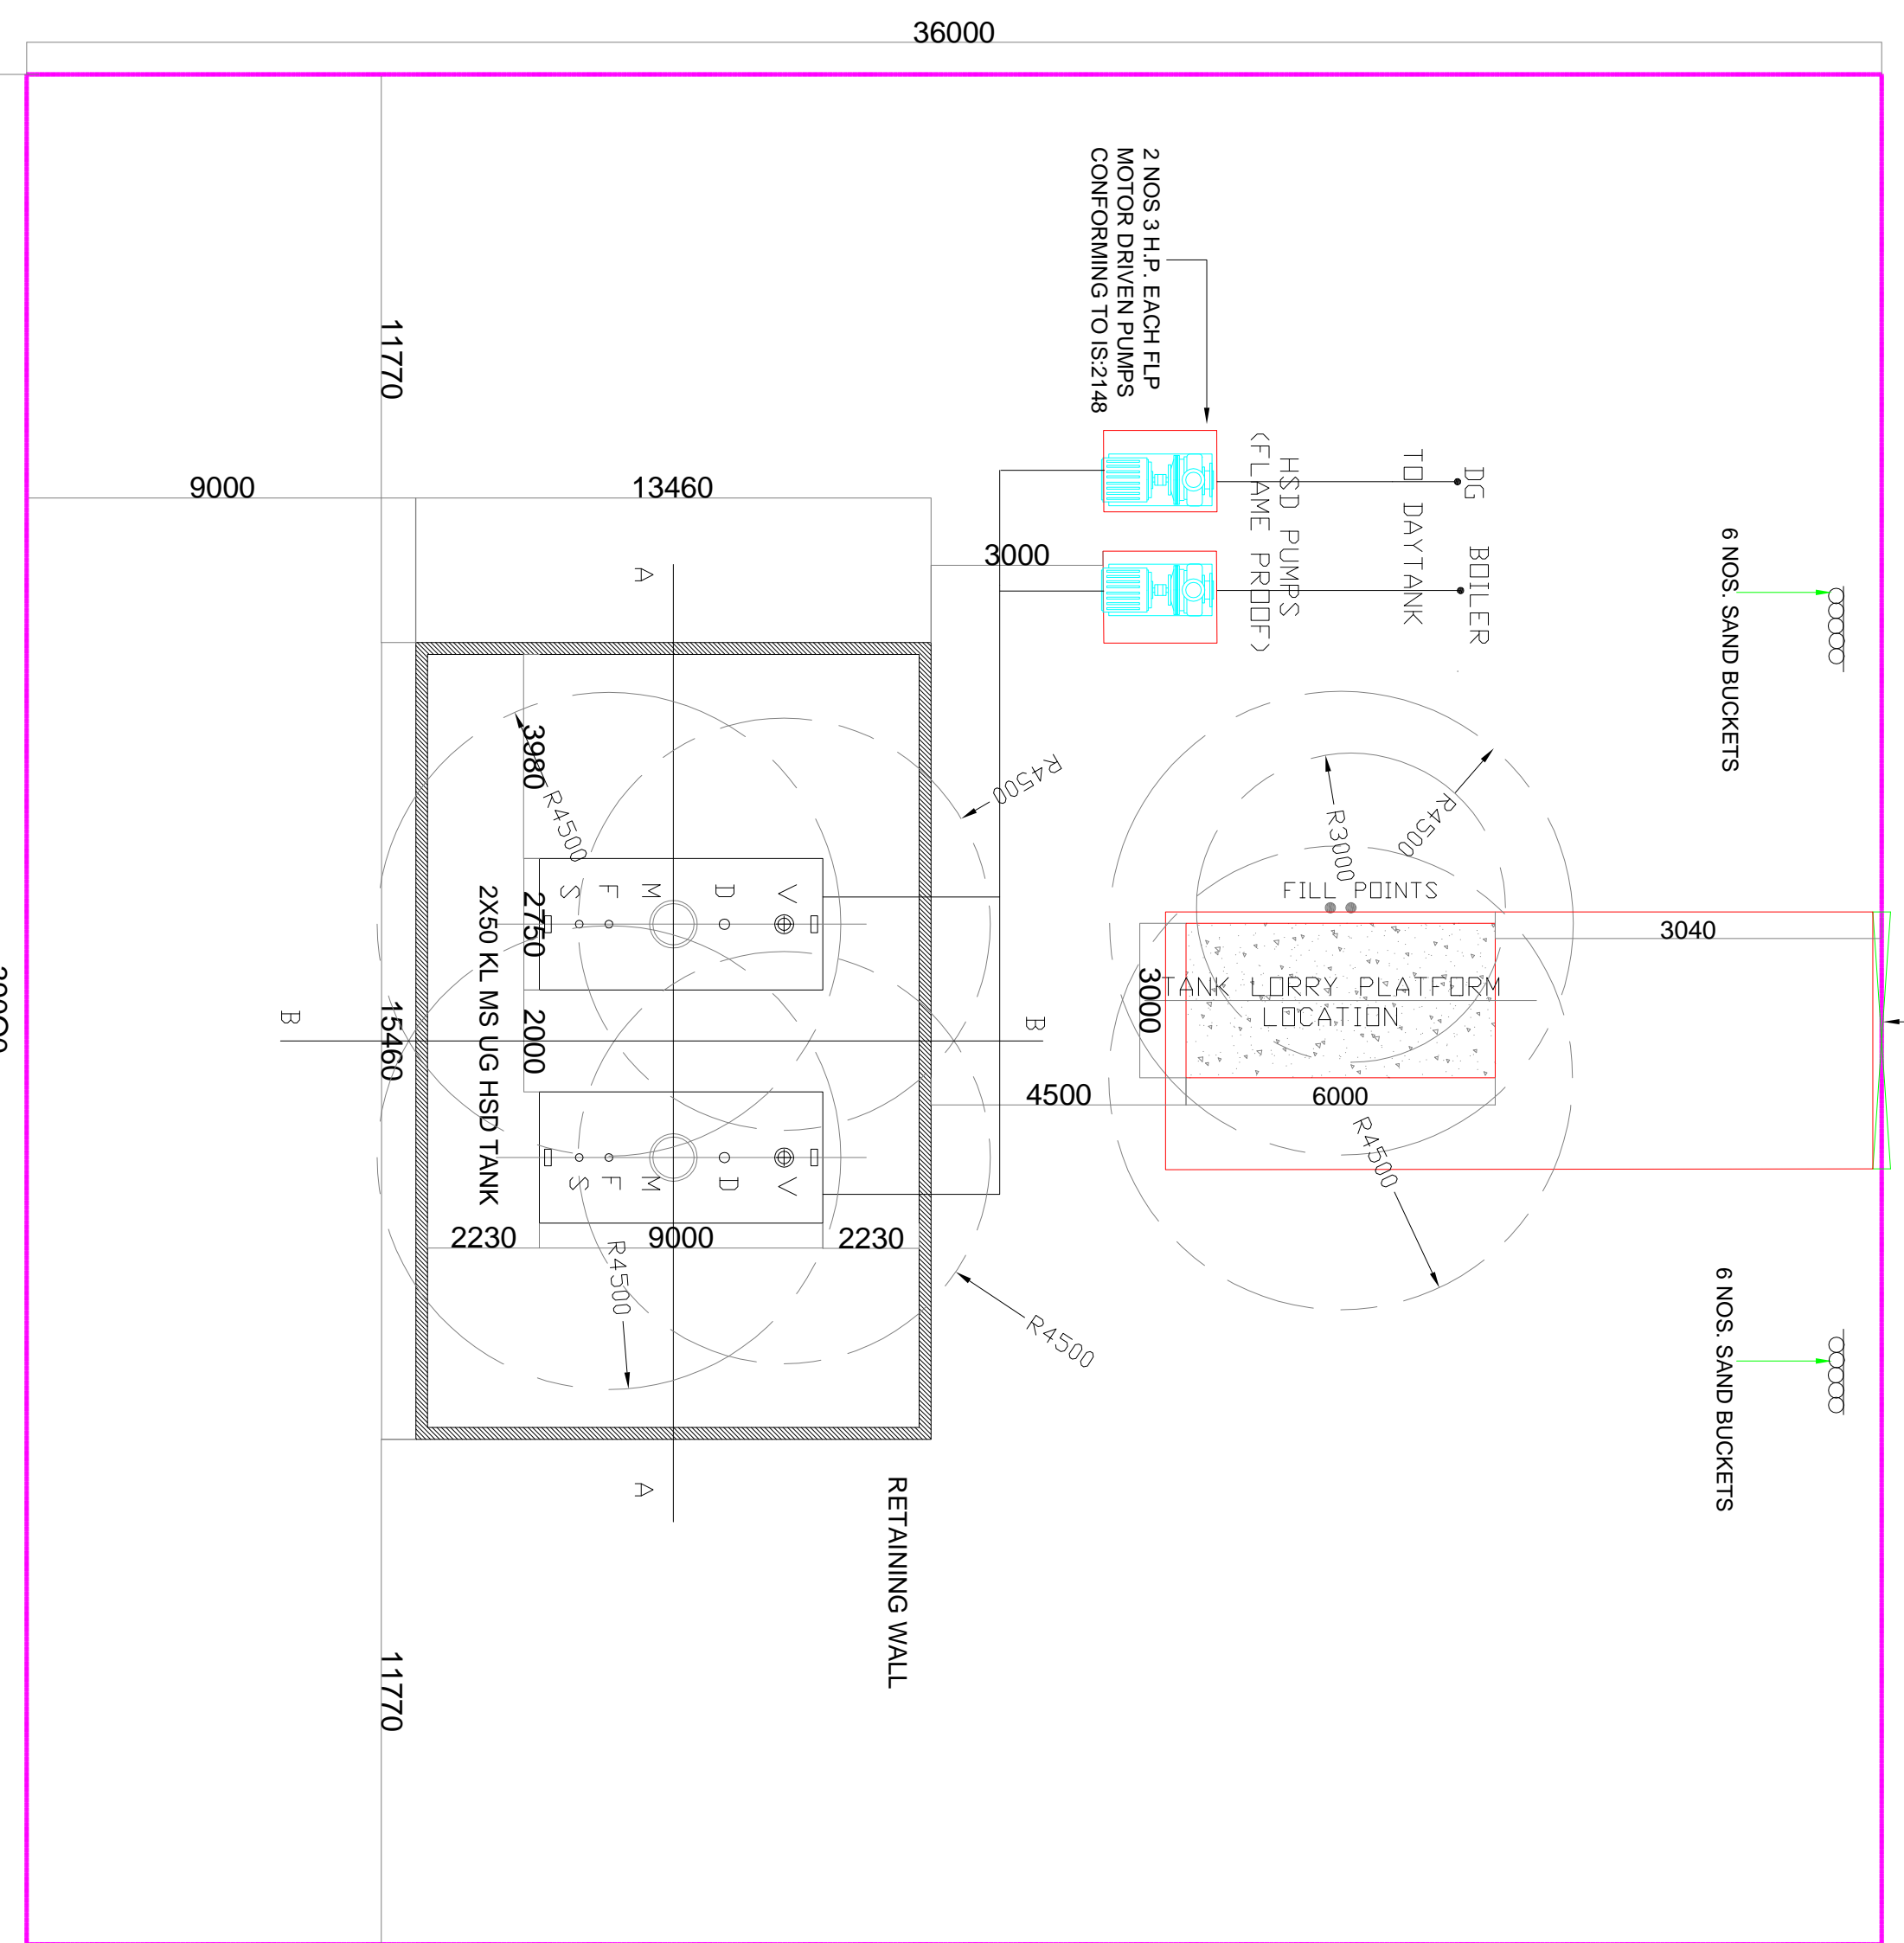 36000
2 NOS 3 H.P. EACH FLP
MOTOR DRIVEN PUMPS
CONFORMING TO IS:2148
11770
9000
13460
3000
HSD PUMPS
(FLAME PROOF)
DG BOILER
TO DAYTANK
6 NOS. SAND BUCKETS
A
3980
R4500
R4500
R4500
R3000
FILL POINTS
3040
S F M D V
2750
2X50 KL MS UG HSD TANK
TANK LORRY PLATFORM
LOCATION
3000
B
B
15460
2000
4500
6000
R4500
S F M D V
2230
9000
2230
R4500
R4500
6 NOS. SAND BUCKETS
A
RETAINING WALL
11770